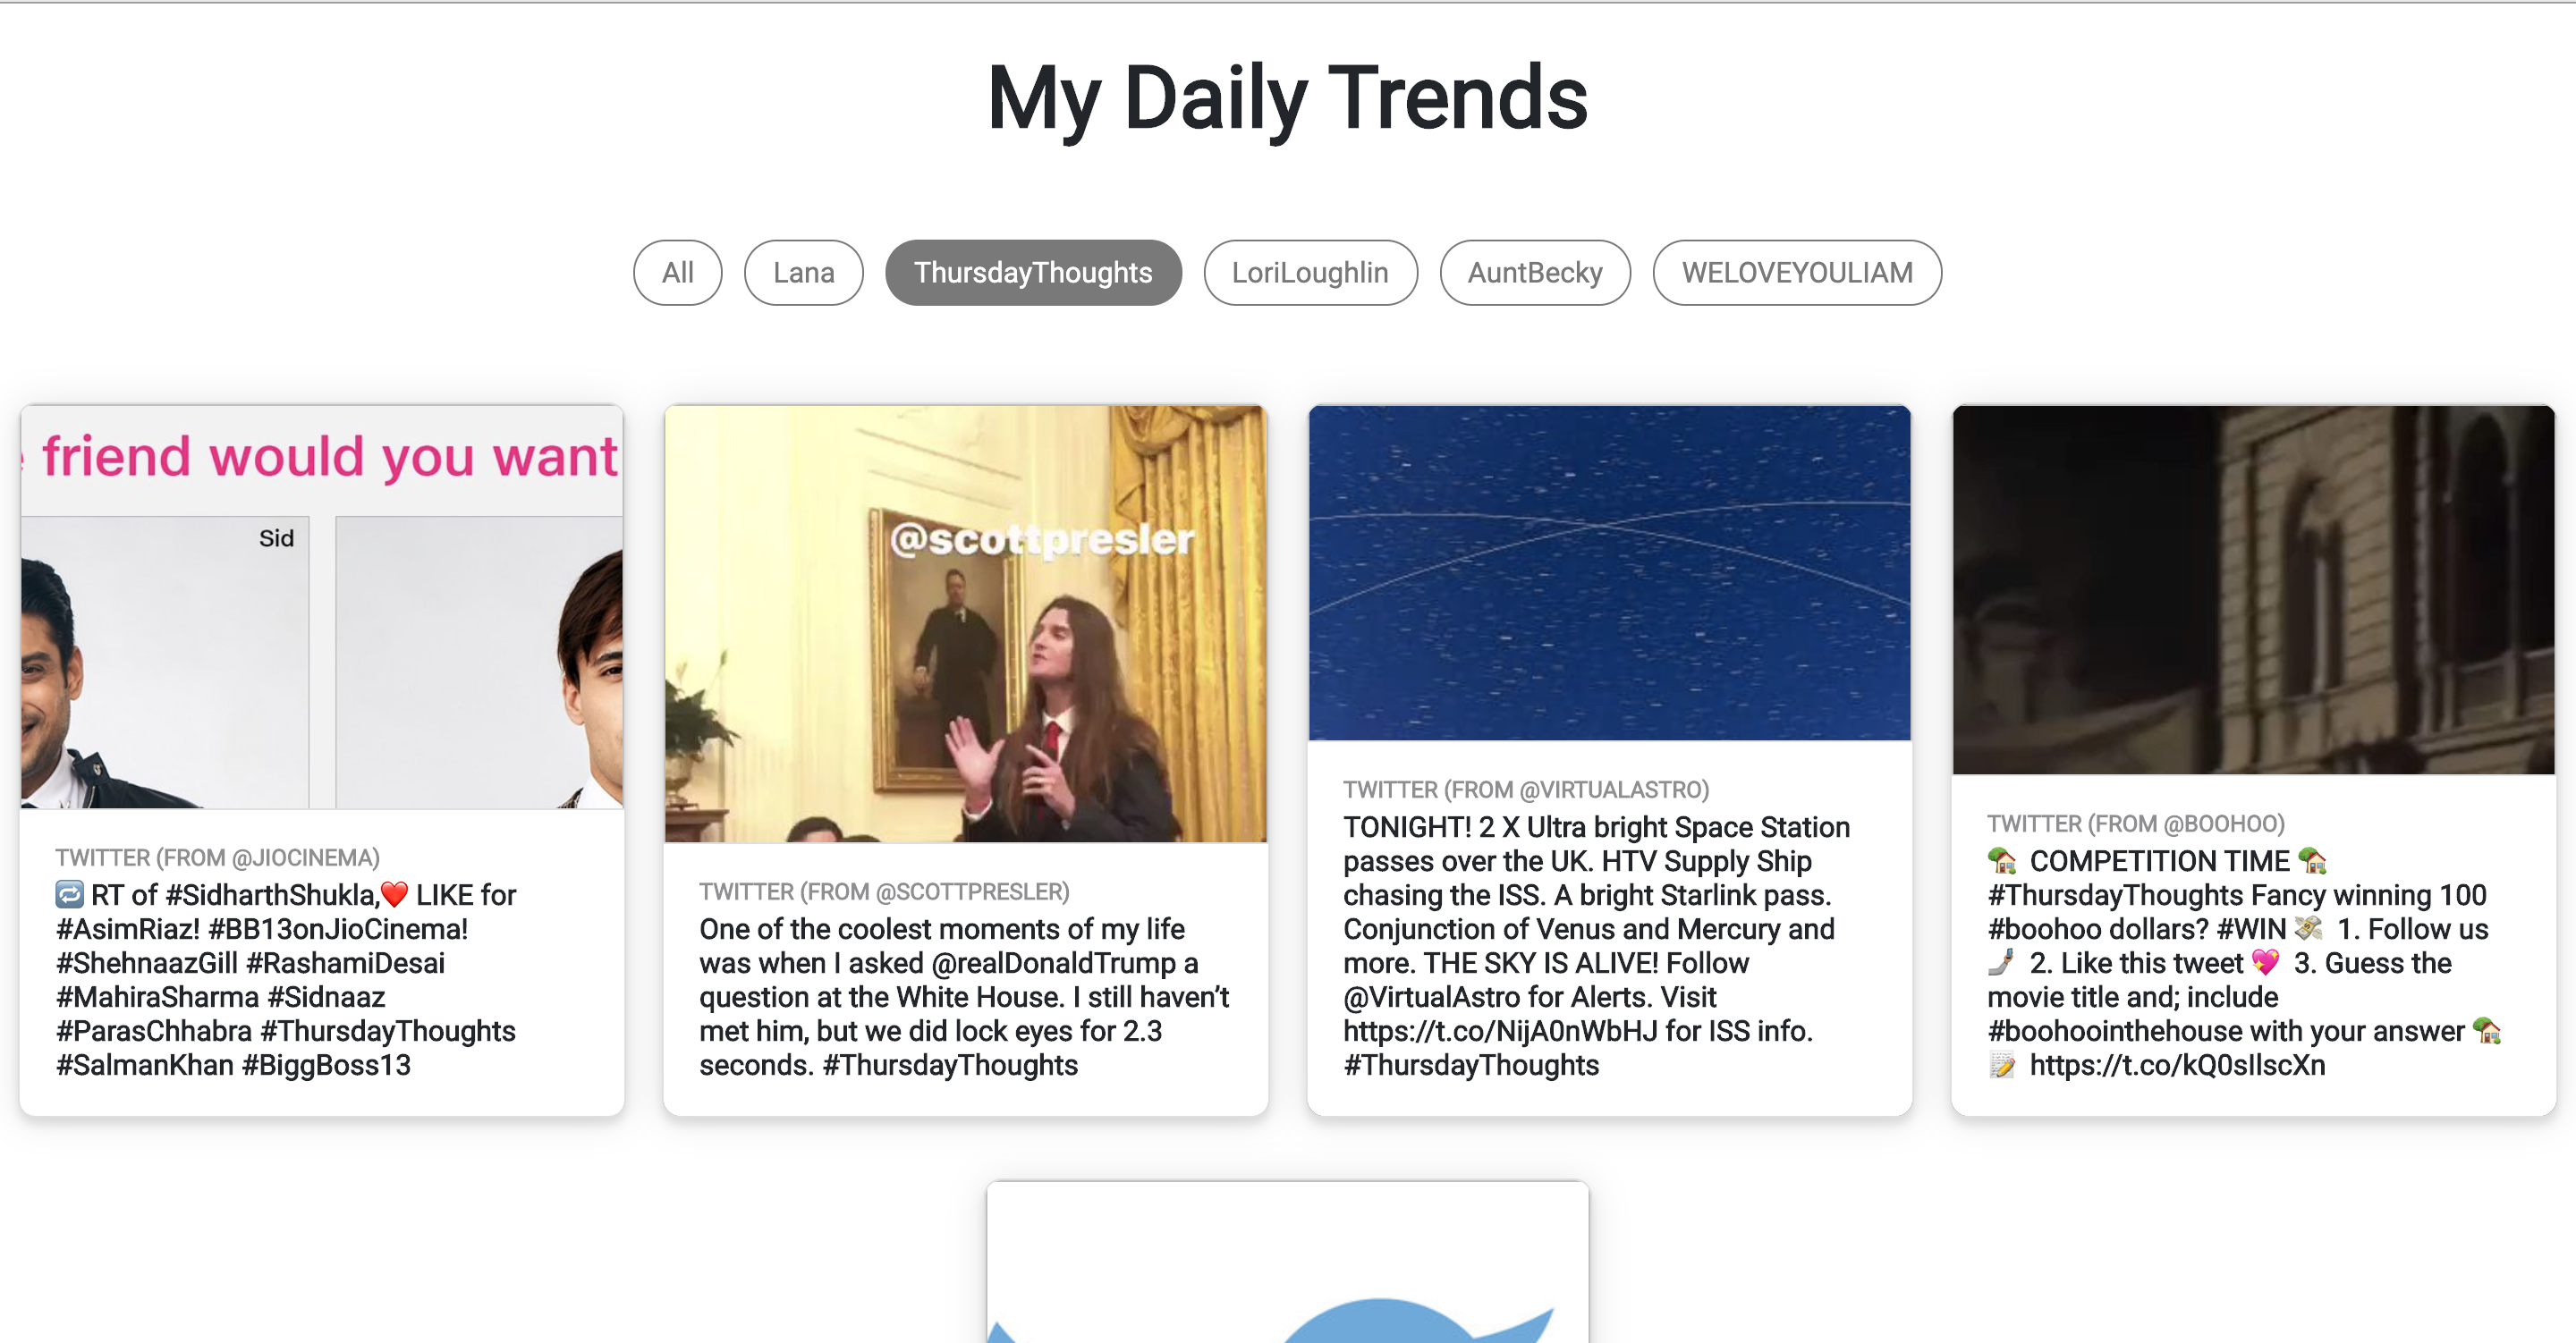 My Daily Trends
All
Lana
ThursdayThoughts
LoriLoughlin
AuntBecky
WELOVEYOULIAM
friend would you want
Sid
TWITTER (FROM @JIOCINEMA)
🔁 RT of #SidharthShukla,❤️ LIKE for
#AsimRiaz! #BB13onJioCinema!
#ShehnaazGill #RashamiDesai
#MahiraSharma #Sidnaaz
#ParasChhabra #ThursdayThoughts
#SalmanKhan #BiggBoss13
@scottpresler
TWITTER (FROM @SCOTTPRESLER)
One of the coolest moments of my life
was when I asked @realDonaldTrump a
question at the White House. I still haven’t
met him, but we did lock eyes for 2.3
seconds. #ThursdayThoughts
TWITTER (FROM @VIRTUALASTRO)
TONIGHT! 2 X Ultra bright Space Station
passes over the UK. HTV Supply Ship
chasing the ISS. A bright Starlink pass.
Conjunction of Venus and Mercury and
more. THE SKY IS ALIVE! Follow
@VirtualAstro for Alerts. Visit
https://t.co/NijA0nWbHJ for ISS info.
#ThursdayThoughts
TWITTER (FROM @BOOHOO)
🏡 COMPETITION TIME 🏡
#ThursdayThoughts Fancy winning 100
#boohoo dollars? #WIN 💸 1. Follow us
🤳 2. Like this tweet 💖 3. Guess the
movie title and; include
#boohoointhehouse with your answer 🏡
📝 https://t.co/kQ0sIlscXn